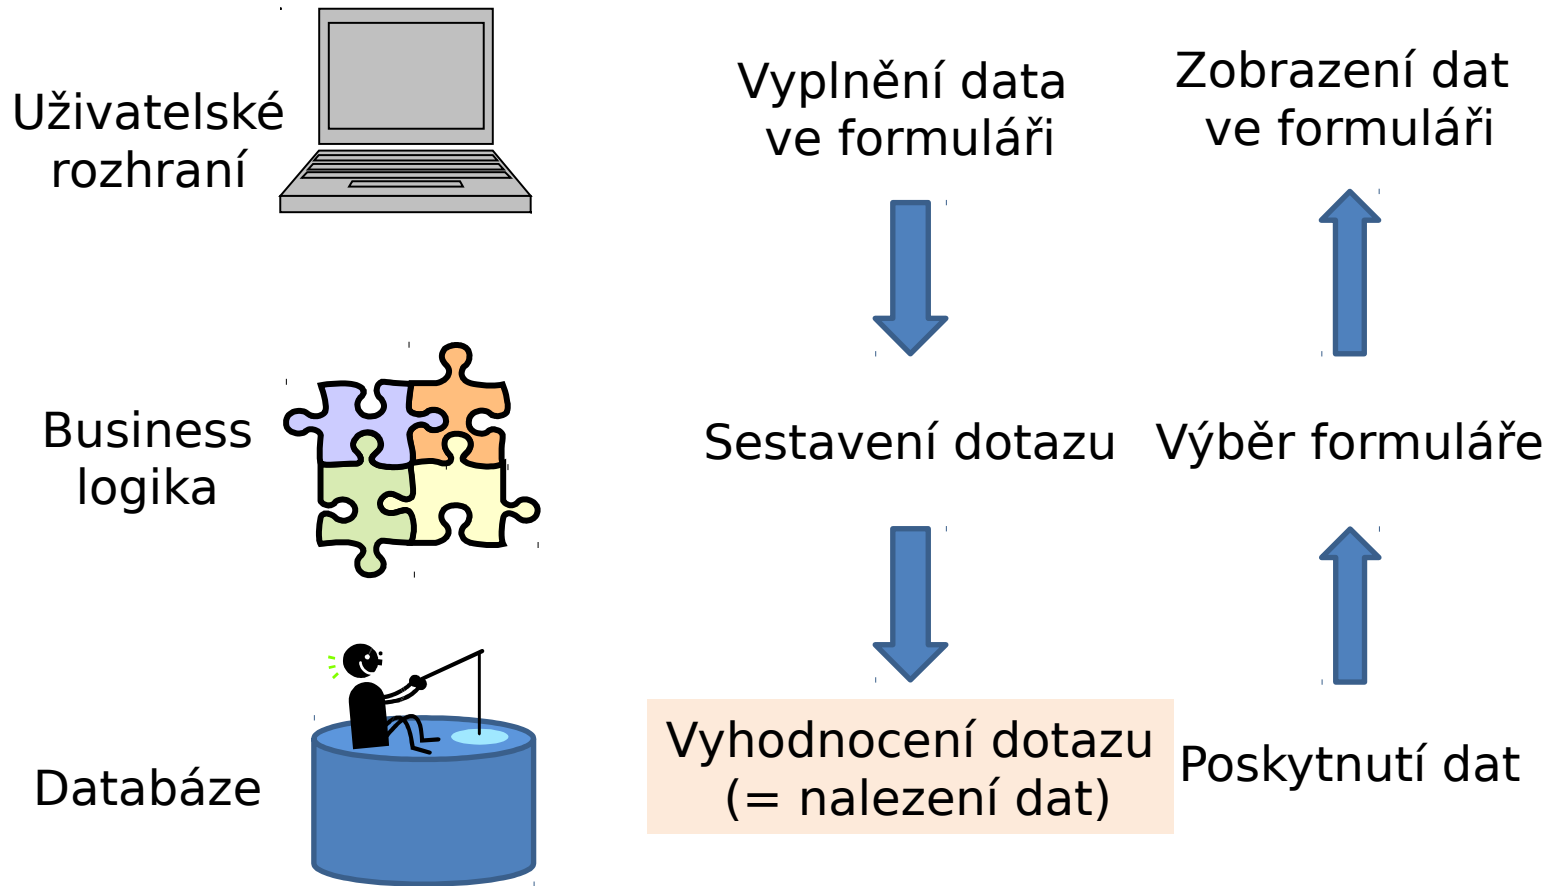 Uživatelské
rozhraní
Vyplnění data
ve formuláři
Zobrazení dat
ve formuláři
Business
logika
Sestavení dotazu
Výběr formuláře
Databáze
Vyhodnocení dotazu
(= nalezení dat)
Poskytnutí dat